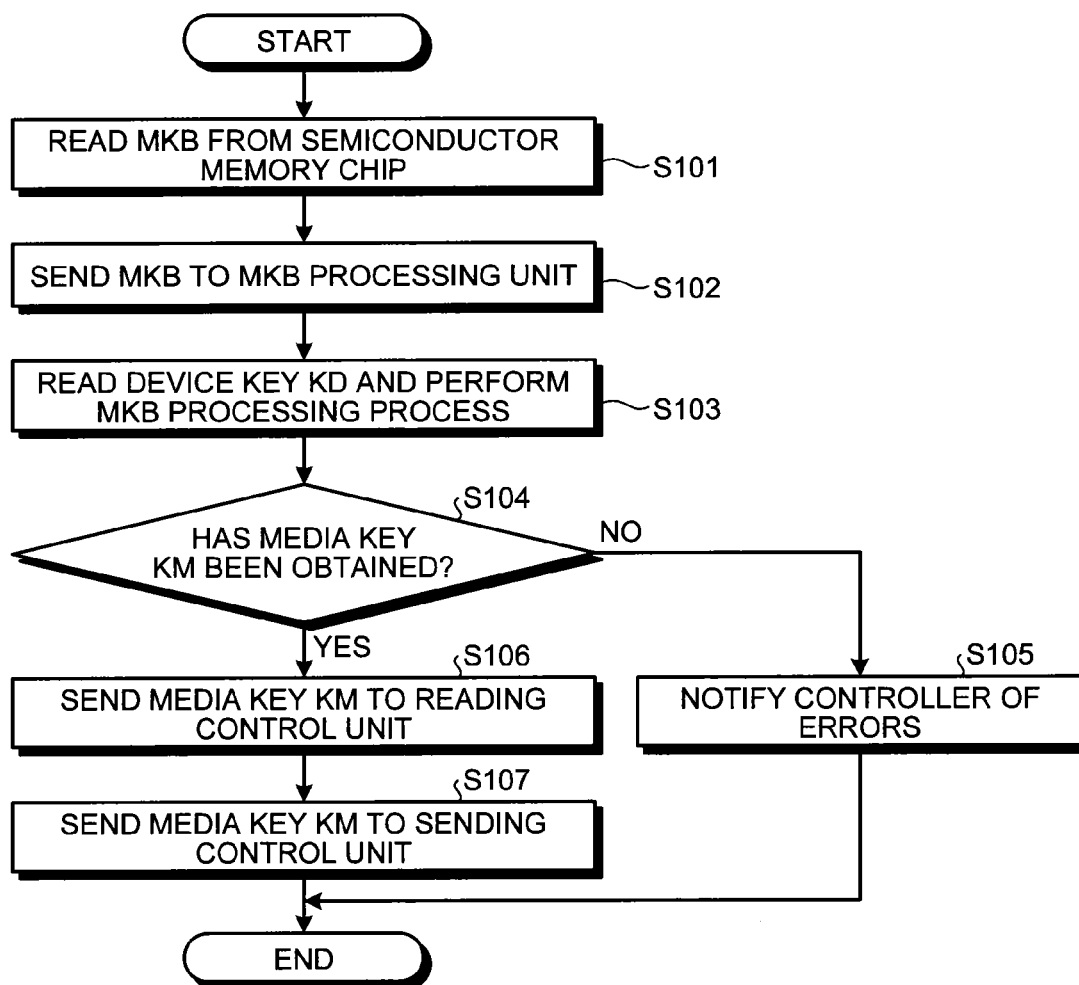 START
READ MKB FROM SEMICONDUCTOR
MEMORY CHIP
S101
SEND MKB TO MKB PROCESSING UNIT
S102
READ DEVICE KEY KD AND PERFORM
MKB PROCESSING PROCESS
S103
S104
HAS MEDIA KEY
KM BEEN OBTAINED?
NO
YES
S106
SEND MEDIA KEY KM TO READING
CONTROL UNIT
S105
NOTIFY CONTROLLER OF
ERRORS
S107
SEND MEDIA KEY KM TO SENDING
CONTROL UNIT
END